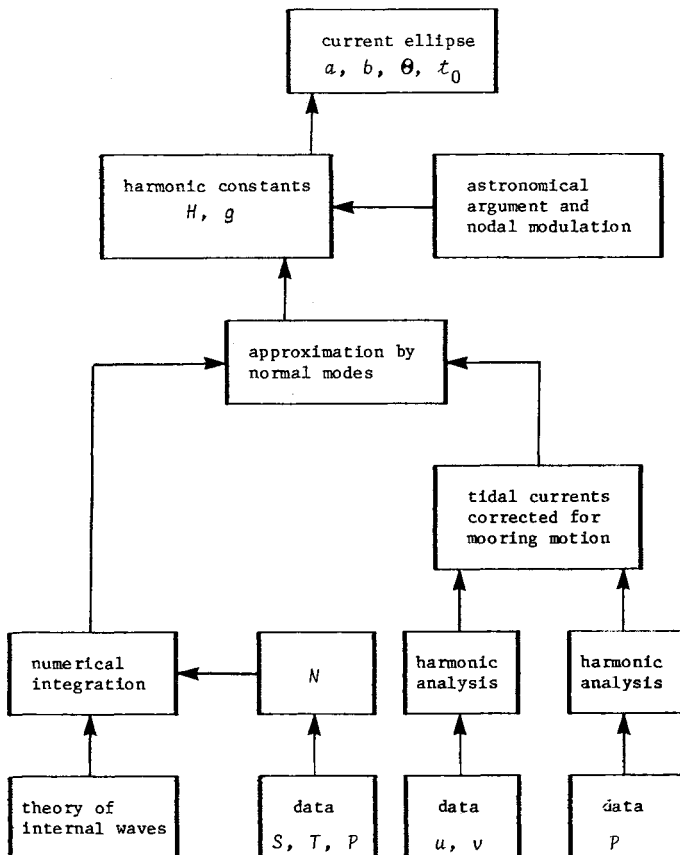 current ellipse
a, b, Θ, t₀
harmonic constants
H, g
astronomical
argument and
nodal modulation
approximation by
normal modes
tidal currents
corrected for
mooring motion
numerical
integration
N
harmonic
analysis
harmonic
analysis
theory of
internal waves
data
S, T, P
data
u, v
data
P